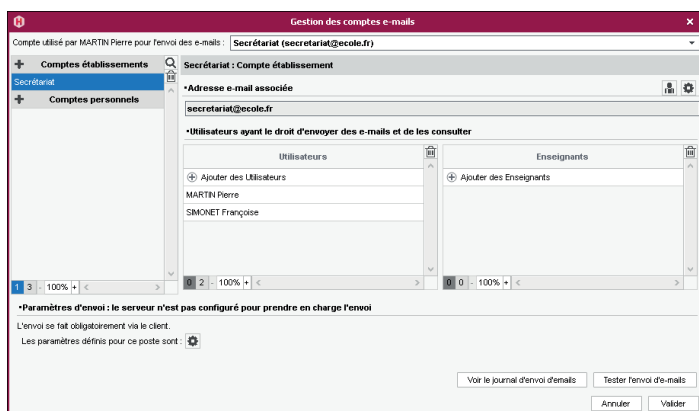 Gestion des comptes e-mails
Compte utilisé par MARTIN Pierre pour l'envoi des e-mails : Secrétariat (secretariat@ecole.fr)
Comptes établissements
Secrétariat
Comptes personnels
1 3 - 100% + < >
Secrétariat : Compte établissement
•Adresse e-mail associée
secretariat@ecole.fr
•Utilisateurs ayant le droit d'envoyer des e-mails et de les consulter
Utilisateurs
Ajouter des Utilisateurs
MARTIN Pierre
SIMONET Françoise
0 2 - 100% + < >
Enseignants
Ajouter des Enseignants
0 0 - 100% + < >
•Paramètres d'envoi : le serveur n'est pas configuré pour prendre en charge l'envoi
L'envoi se fait obligatoirement via le client.
Les paramètres définis pour ce poste sont :
Voir le journal d'envoi d'emails Tester l'envoi d'e-mails
Annuler Valider